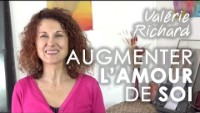 Valérie
Richard
AUGMENTER
L'AMOUR
DE SOI